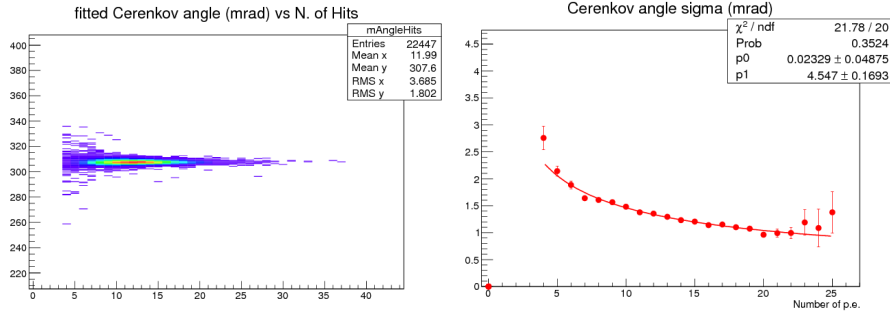 fitted Cerenkov angle (mrad) vs N. of Hits
mAngleHits
Entries 22447
Mean x 11.99
Mean y 307.6
RMS x 3.685
RMS y 1.802
400
380
360
340
320
300
280
260
240
220
0 5 10 15 20 25 30 35 40
Cerenkov angle sigma (mrad)
χ² / ndf 21.78 / 20
Prob 0.3524
p0 0.02329 ± 0.04875
p1 4.547 ± 0.1693
4.5
4
3.5
3
2.5
2
1.5
1
0.5
0
0 5 10 15 20 25
Number of p.e.